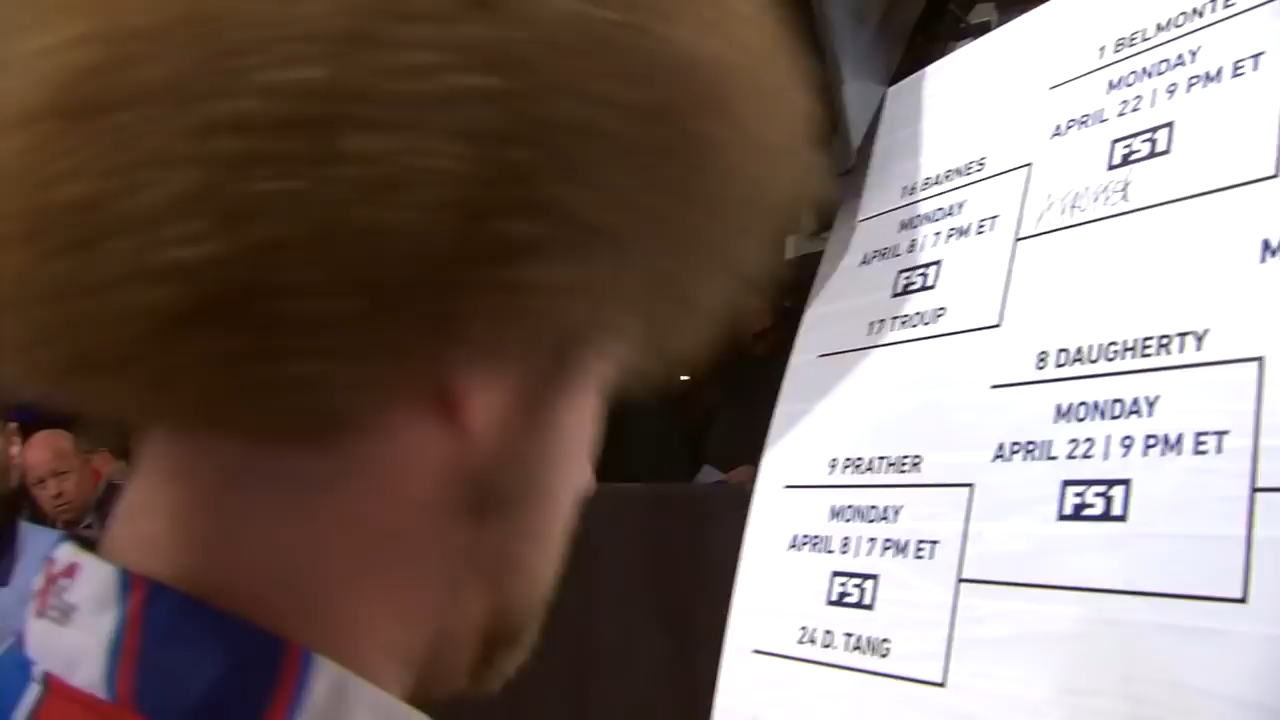 1 BELMONTE
MONDAY
APRIL 22 | 9 PM ET
FS1
16 BARNES
MONDAY
APRIL 8 | 7 PM ET
FS1
17 TROUP
8 DAUGHERTY
MONDAY
APRIL 22 | 9 PM ET
FS1
9 PRATHER
MONDAY
APRIL 8 | 7 PM ET
FS1
24 D. TANG